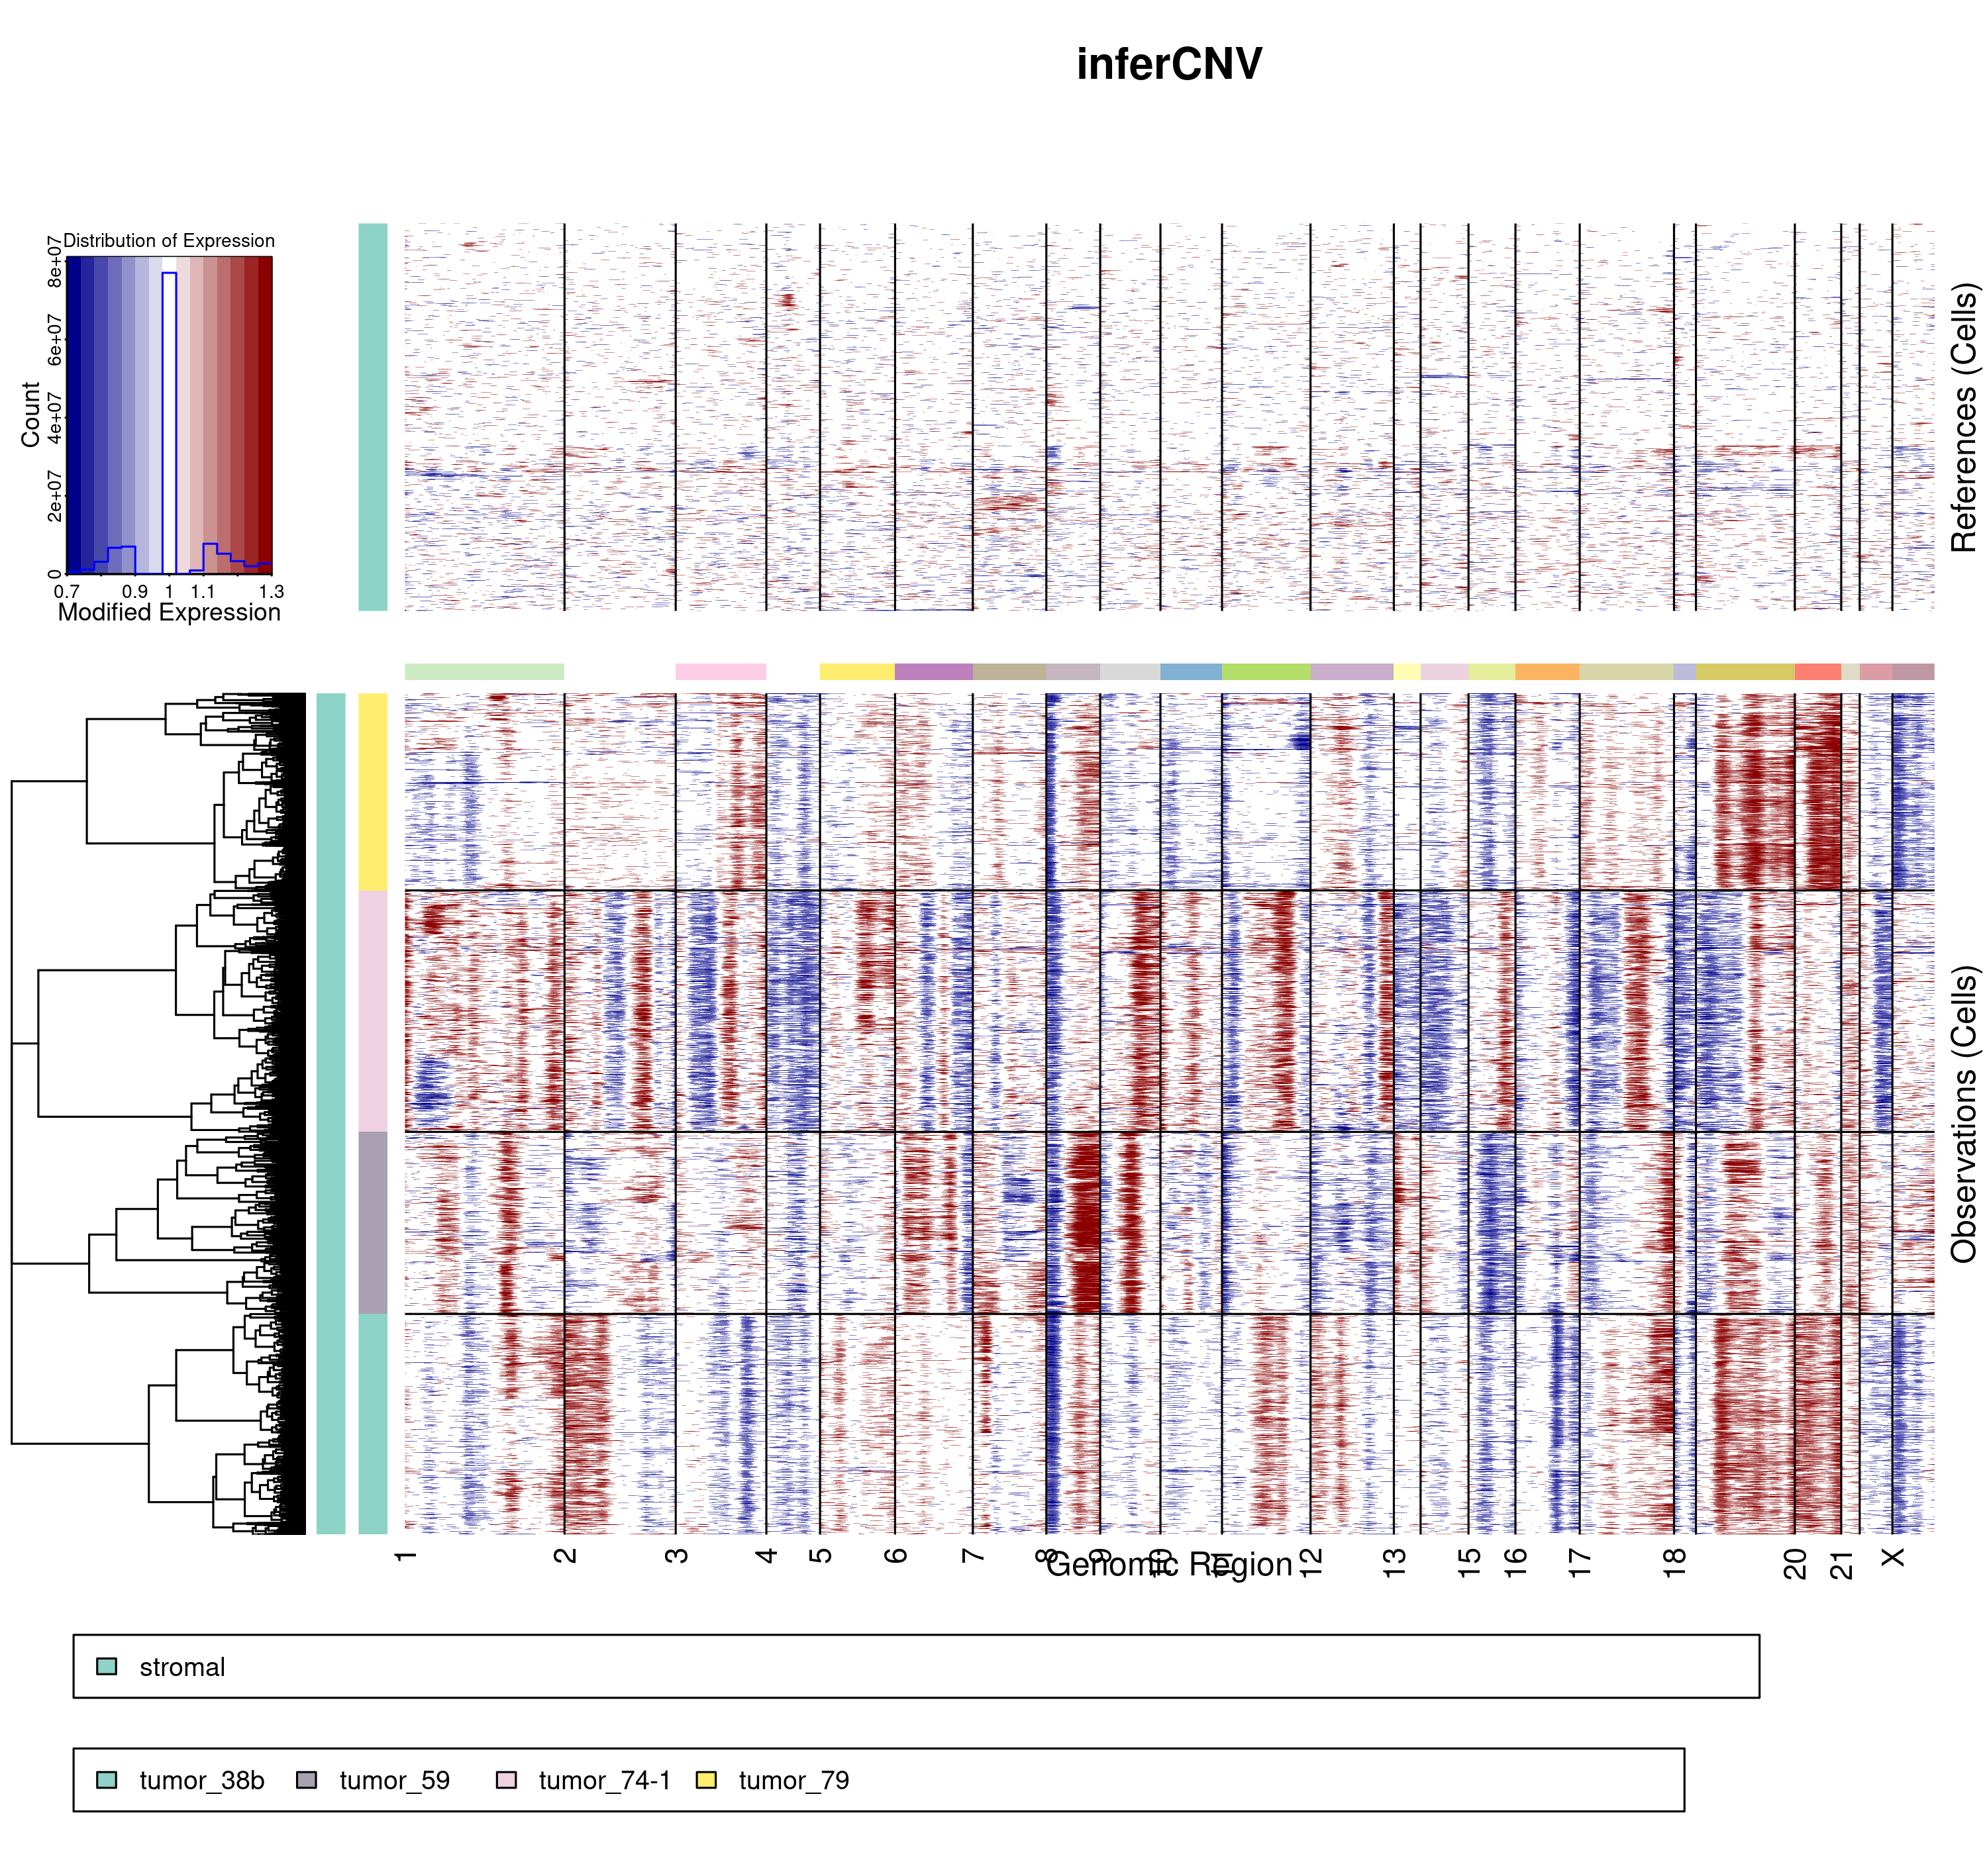 inferCNV
Distribution of Expression
Count
0
2e+07
4e+07
6e+07
8e+07
0.7 0.9 1 1.1 1.3
Modified Expression
References (Cells)
Observations (Cells)
1 2 3 4 5 6 7 8 9 10 11 12 13 15 16 17 18 20 21 X
Genomic Region
stromal
tumor_38b tumor_59 tumor_74-1 tumor_79